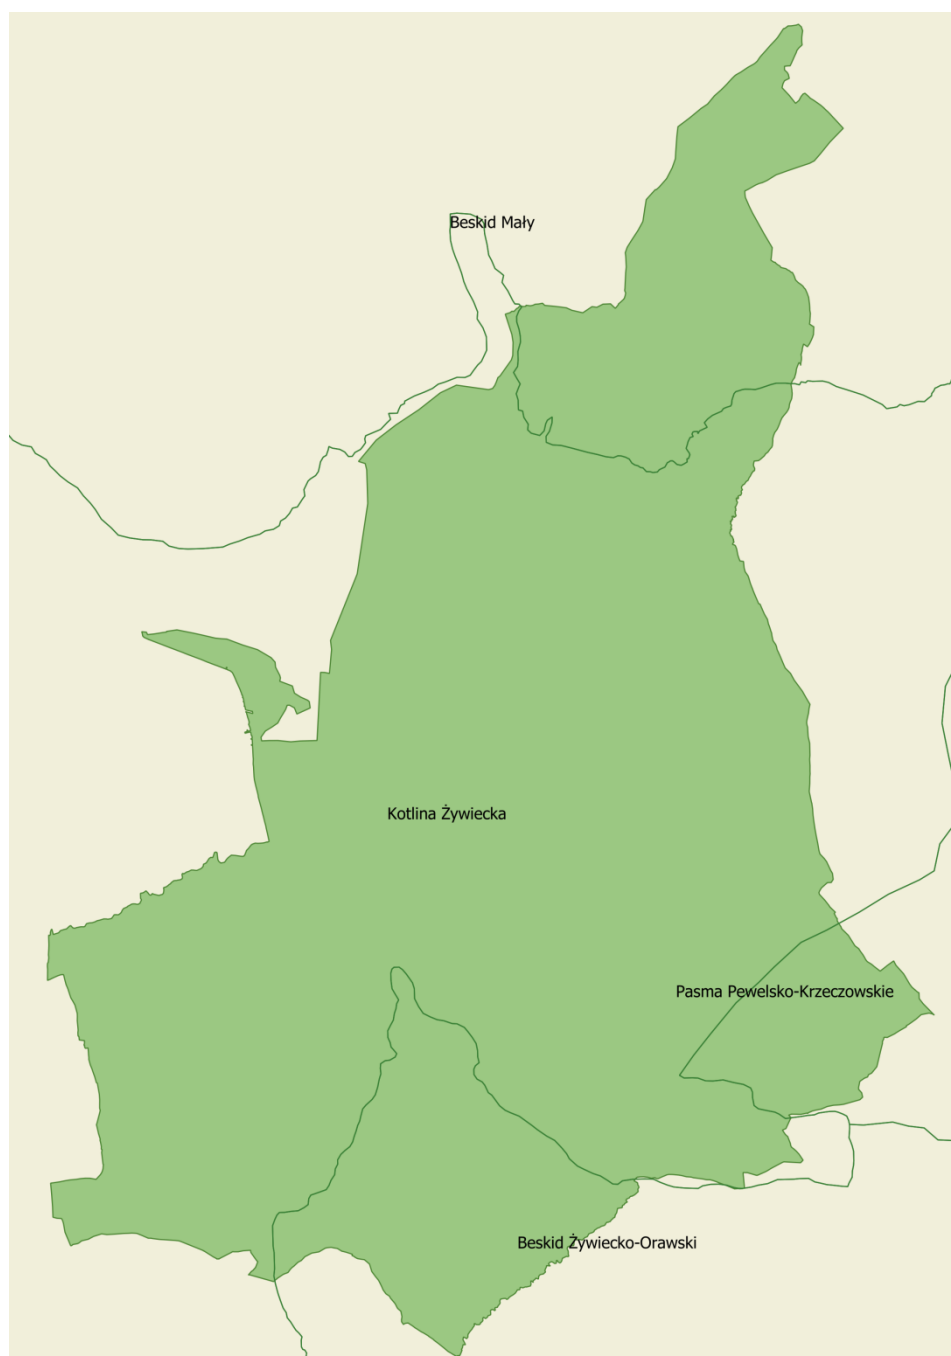 Beskid Mały
Kotlina Żywiecka
Pasma Pewelsko-Krzeczowskie
Beskid Żywiecko-Orawski